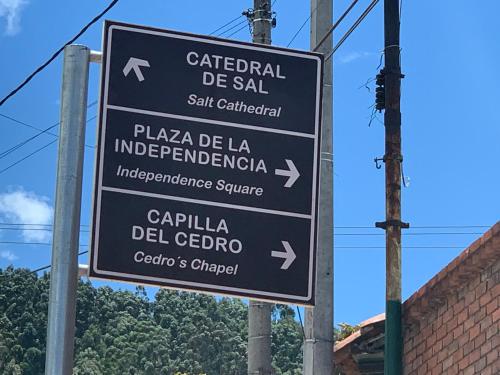 CATEDRAL
DE SAL
Salt Cathedral
PLAZA DE LA
INDEPENDENCIA
Independence Square
CAPILLA
DEL CEDRO
Cedro´s Chapel